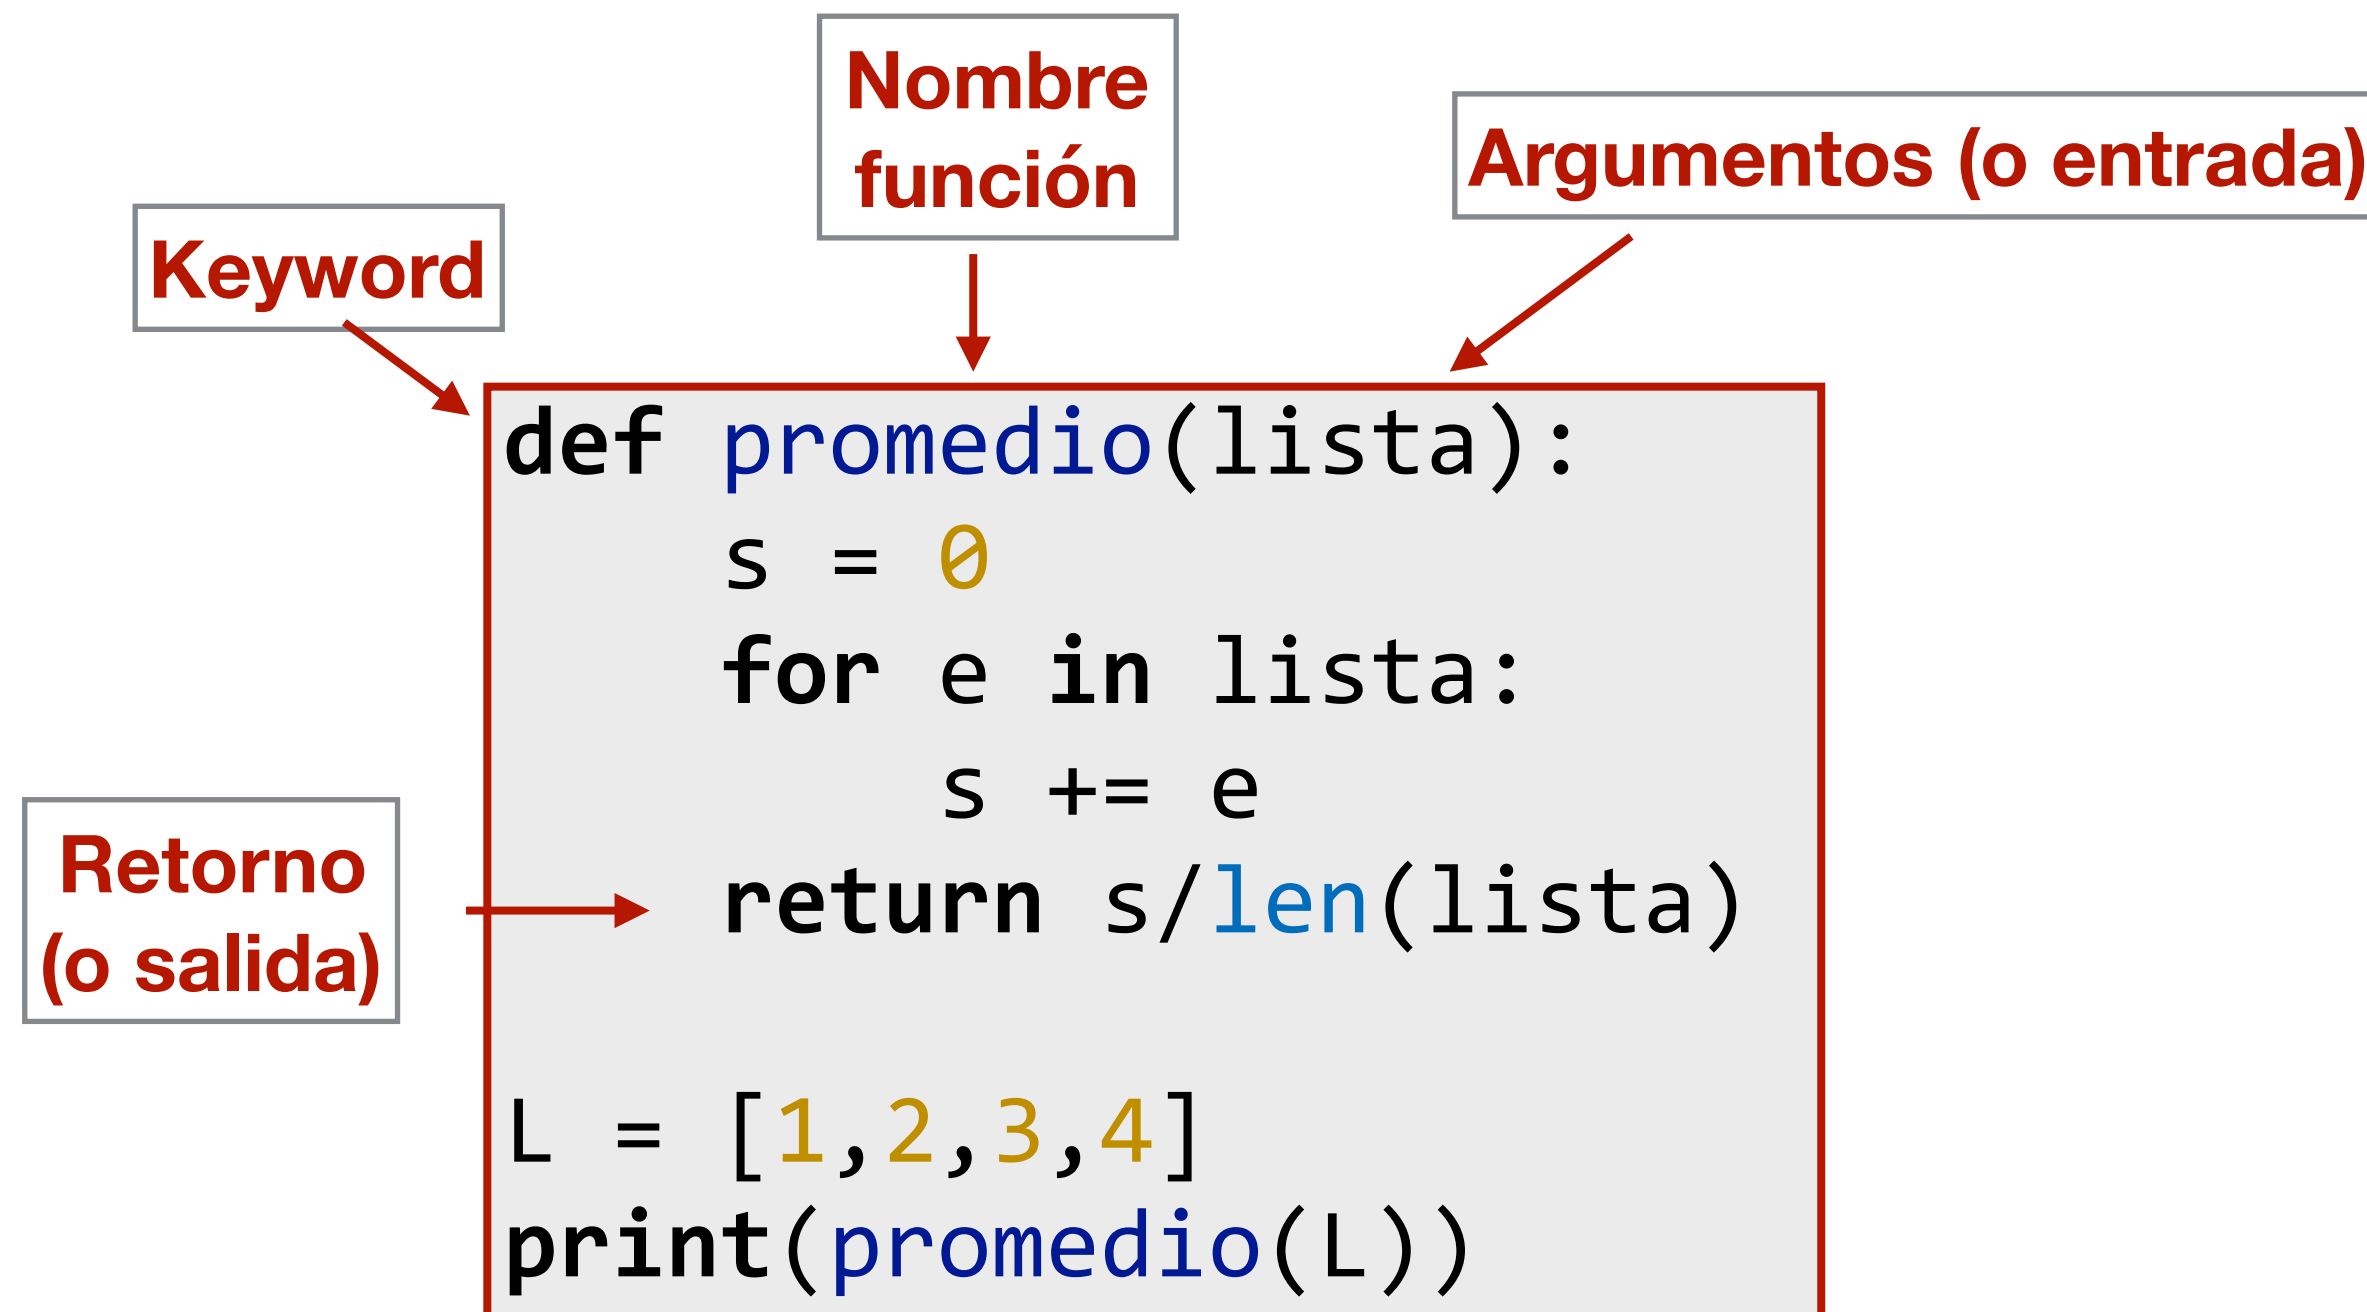 Nombre
función
Argumentos (o entrada)
Keyword
def promedio(lista):
    s = 0
    for e in lista:
        s += e
    return s/len(lista)
Retorno
(o salida)
L = [1,2,3,4]
print(promedio(L))